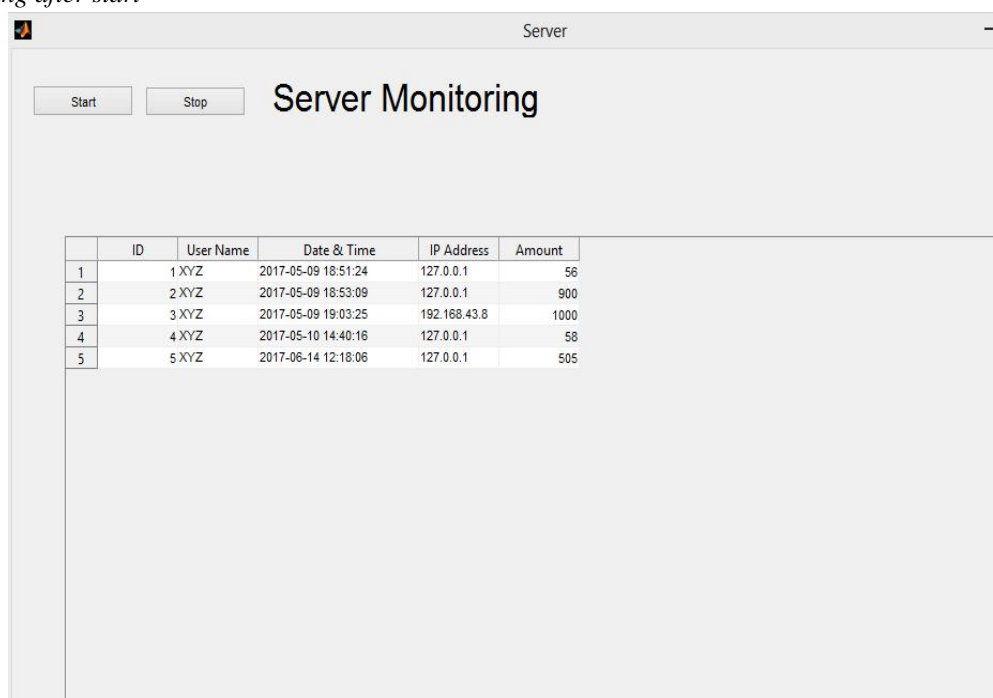 ng after start
Server
Start Stop Server Monitoring
ID User Name Date & Time IP Address Amount
1 1 XYZ 2017-05-09 18:51:24 127.0.0.1 56
2 2 XYZ 2017-05-09 18:53:09 127.0.0.1 900
3 3 XYZ 2017-05-09 19:03:25 192.168.43.8 1000
4 4 XYZ 2017-05-10 14:40:16 127.0.0.1 58
5 5 XYZ 2017-06-14 12:18:06 127.0.0.1 505